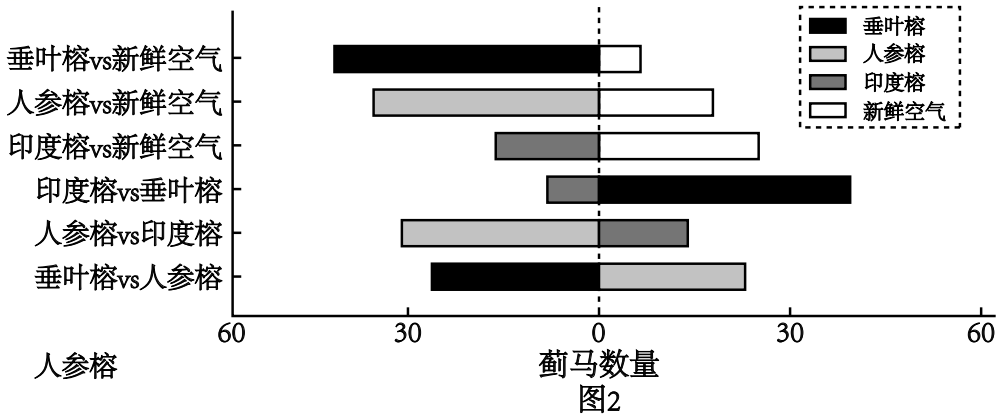 垂叶榕
人参榕
印度榕
新鲜空气
垂叶榕vs新鲜空气
人参榕vs新鲜空气
印度榕vs新鲜空气
印度榕vs垂叶榕
人参榕vs印度榕
垂叶榕vs人参榕
60 30 0 30 60
人参榕
蓟马数量
图2